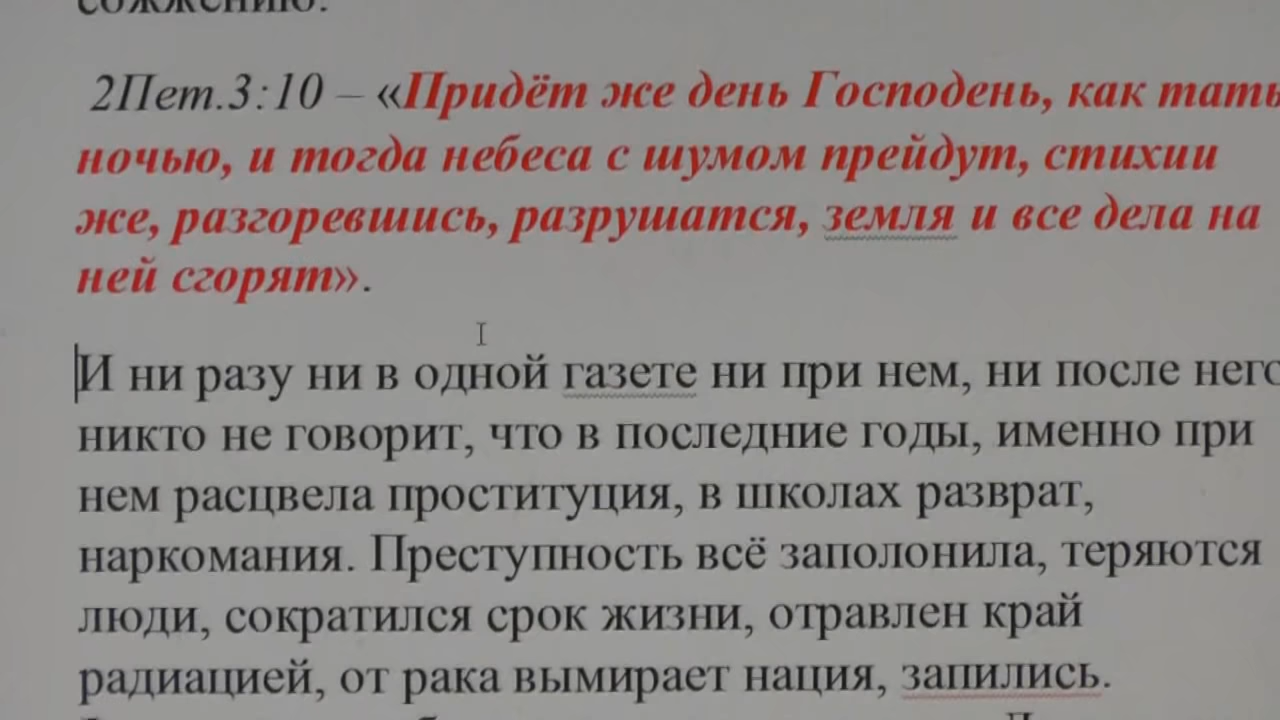 сожжению.
2Пет.3:10 – «Придёт же день Господень, как тать
ночью, и тогда небеса с шумом прейдут, стихии
же, разгоревшись, разрушатся, земля и все дела на
ней сгорят».
И ни разу ни в одной газете ни при нем, ни после него
никто не говорит, что в последние годы, именно при
нем расцвела проституция, в школах разврат,
наркомания. Преступность всё заполонила, теряются
люди, сократился срок жизни, отравлен край
радиацией, от рака вымирает нация, запились.